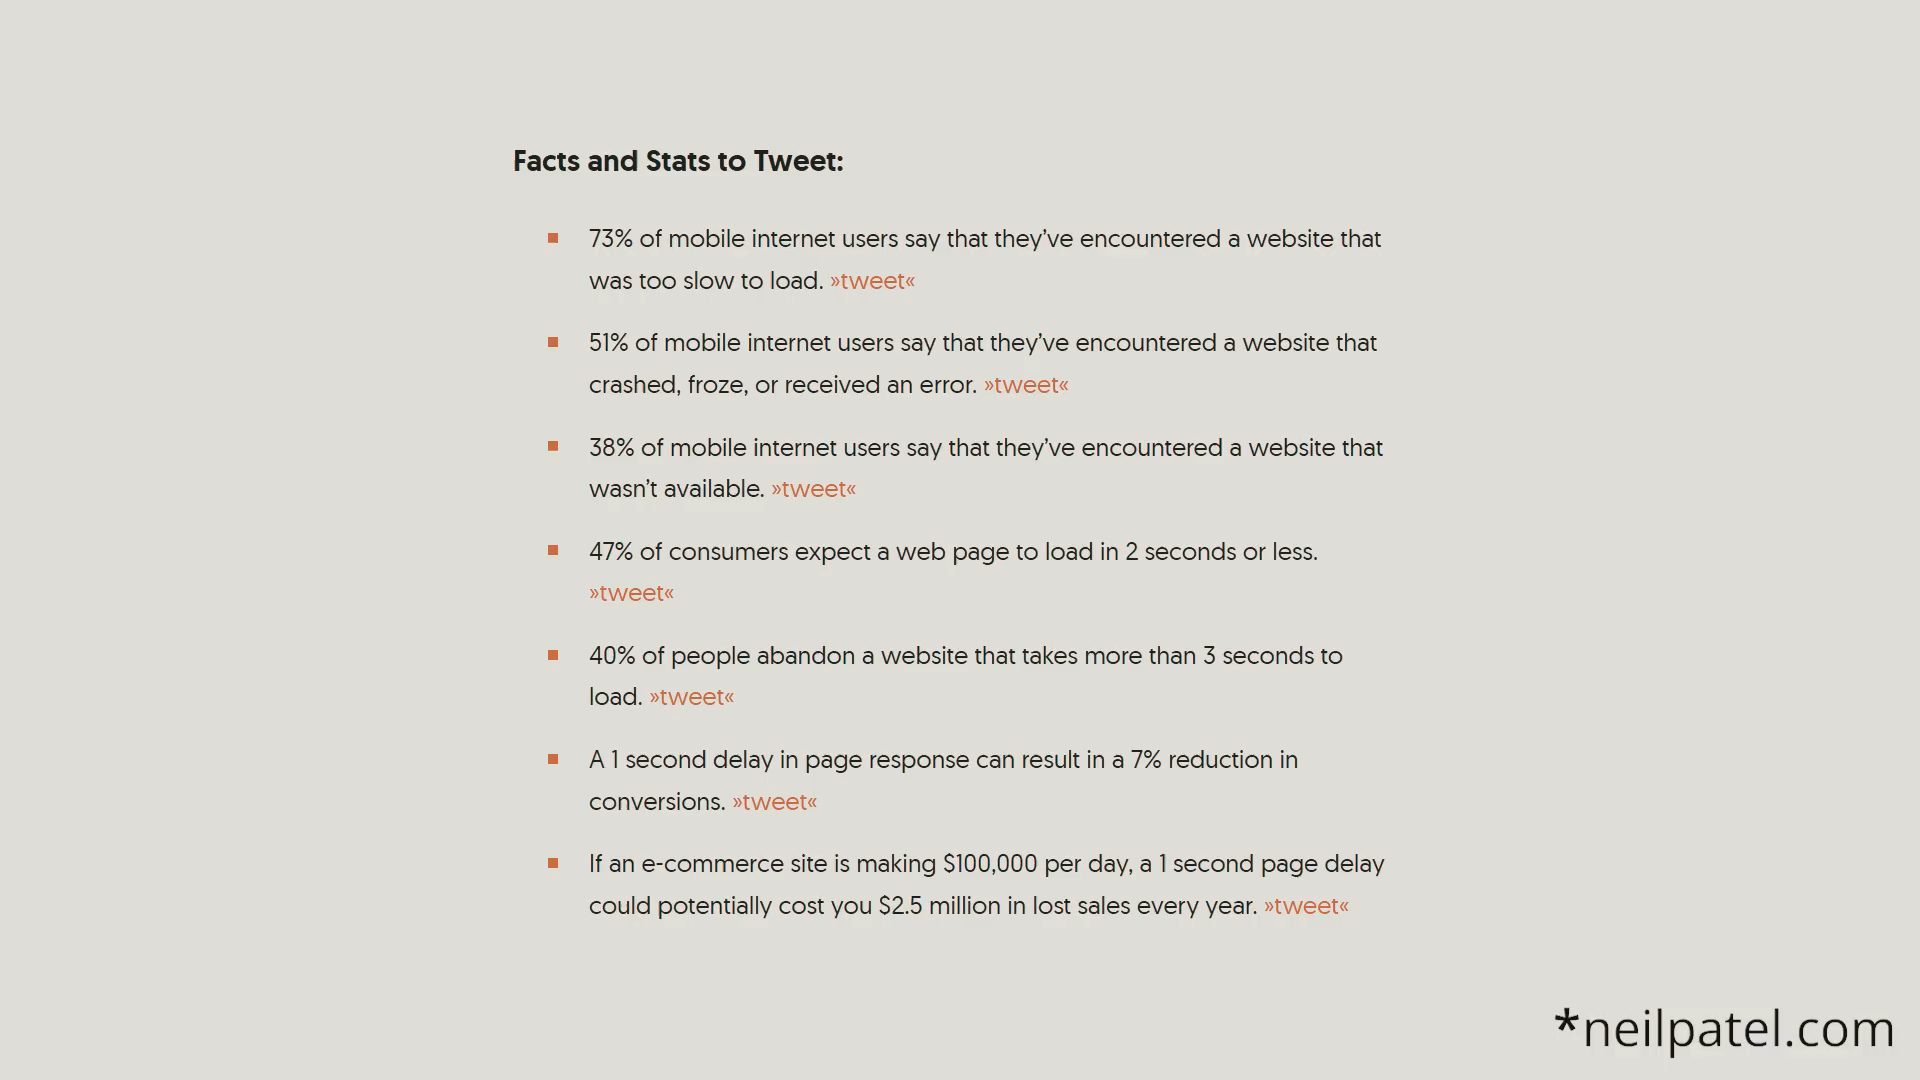 Facts and Stats to Tweet:
73% of mobile internet users say that they’ve encountered a website that
was too slow to load. »tweet«
51% of mobile internet users say that they’ve encountered a website that
crashed, froze, or received an error. »tweet«
38% of mobile internet users say that they’ve encountered a website that
wasn’t available. »tweet«
47% of consumers expect a web page to load in 2 seconds or less.
»tweet«
40% of people abandon a website that takes more than 3 seconds to
load. »tweet«
A 1 second delay in page response can result in a 7% reduction in
conversions. »tweet«
If an e-commerce site is making $100,000 per day, a 1 second page delay
could potentially cost you $2.5 million in lost sales every year. »tweet«
*neilpatel.com